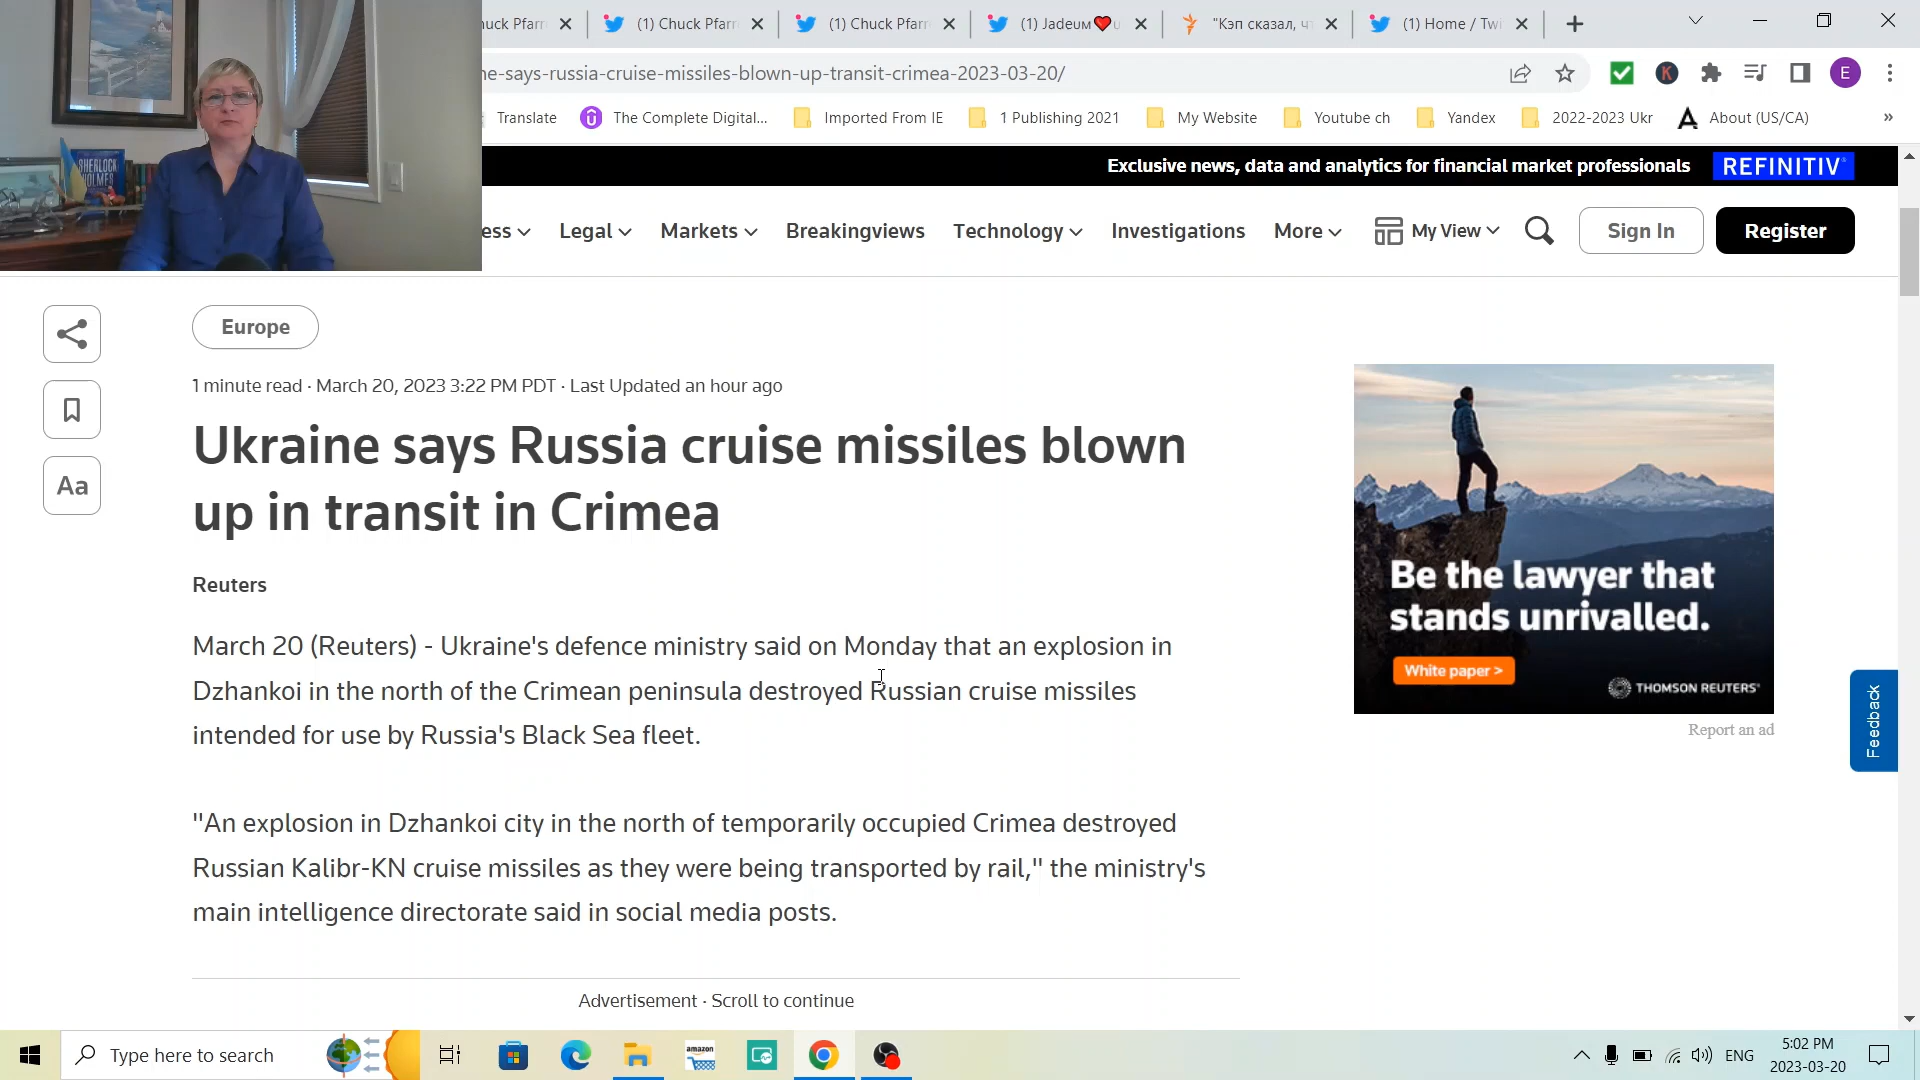 (1) Chuck Pfarr
(1) Chuck Pfarr
(1) Jadeuм❤️
"Кэп сказал,
(1) Home / Twi
ne-says-russia-cruise-missiles-blown-up-transit-crimea-2023-03-20/
K
E
Translate
The Complete Digital...
Imported From IE
1 Publishing 2021
My Website
Youtube ch
Yandex
2022-2023 Ukr
About (US/CA)
»
SHERLOCK
HOLMES
Exclusive news, data and analytics for financial market professionals
REFINITIV
ess
Legal
Markets
Breakingviews
Technology
Investigations
More
My View
Sign In
Register
Europe
1 minute read · March 20, 2023 3:22 PM PDT · Last Updated an hour ago
Ukraine says Russia cruise missiles blown
up in transit in Crimea
Aa
Reuters
March 20 (Reuters) - Ukraine's defence ministry said on Monday that an explosion in
Dzhankoi in the north of the Crimean peninsula destroyed Russian cruise missiles
intended for use by Russia's Black Sea fleet.
"An explosion in Dzhankoi city in the north of temporarily occupied Crimea destroyed
Russian Kalibr-KN cruise missiles as they were being transported by rail," the ministry's
main intelligence directorate said in social media posts.
Advertisement · Scroll to continue
Be the lawyer that
stands unrivalled.
White paper >
THOMSON REUTERS®
Report an ad
Feedback
Type here to search
amazon
ENG
5:02 PM
2023-03-20